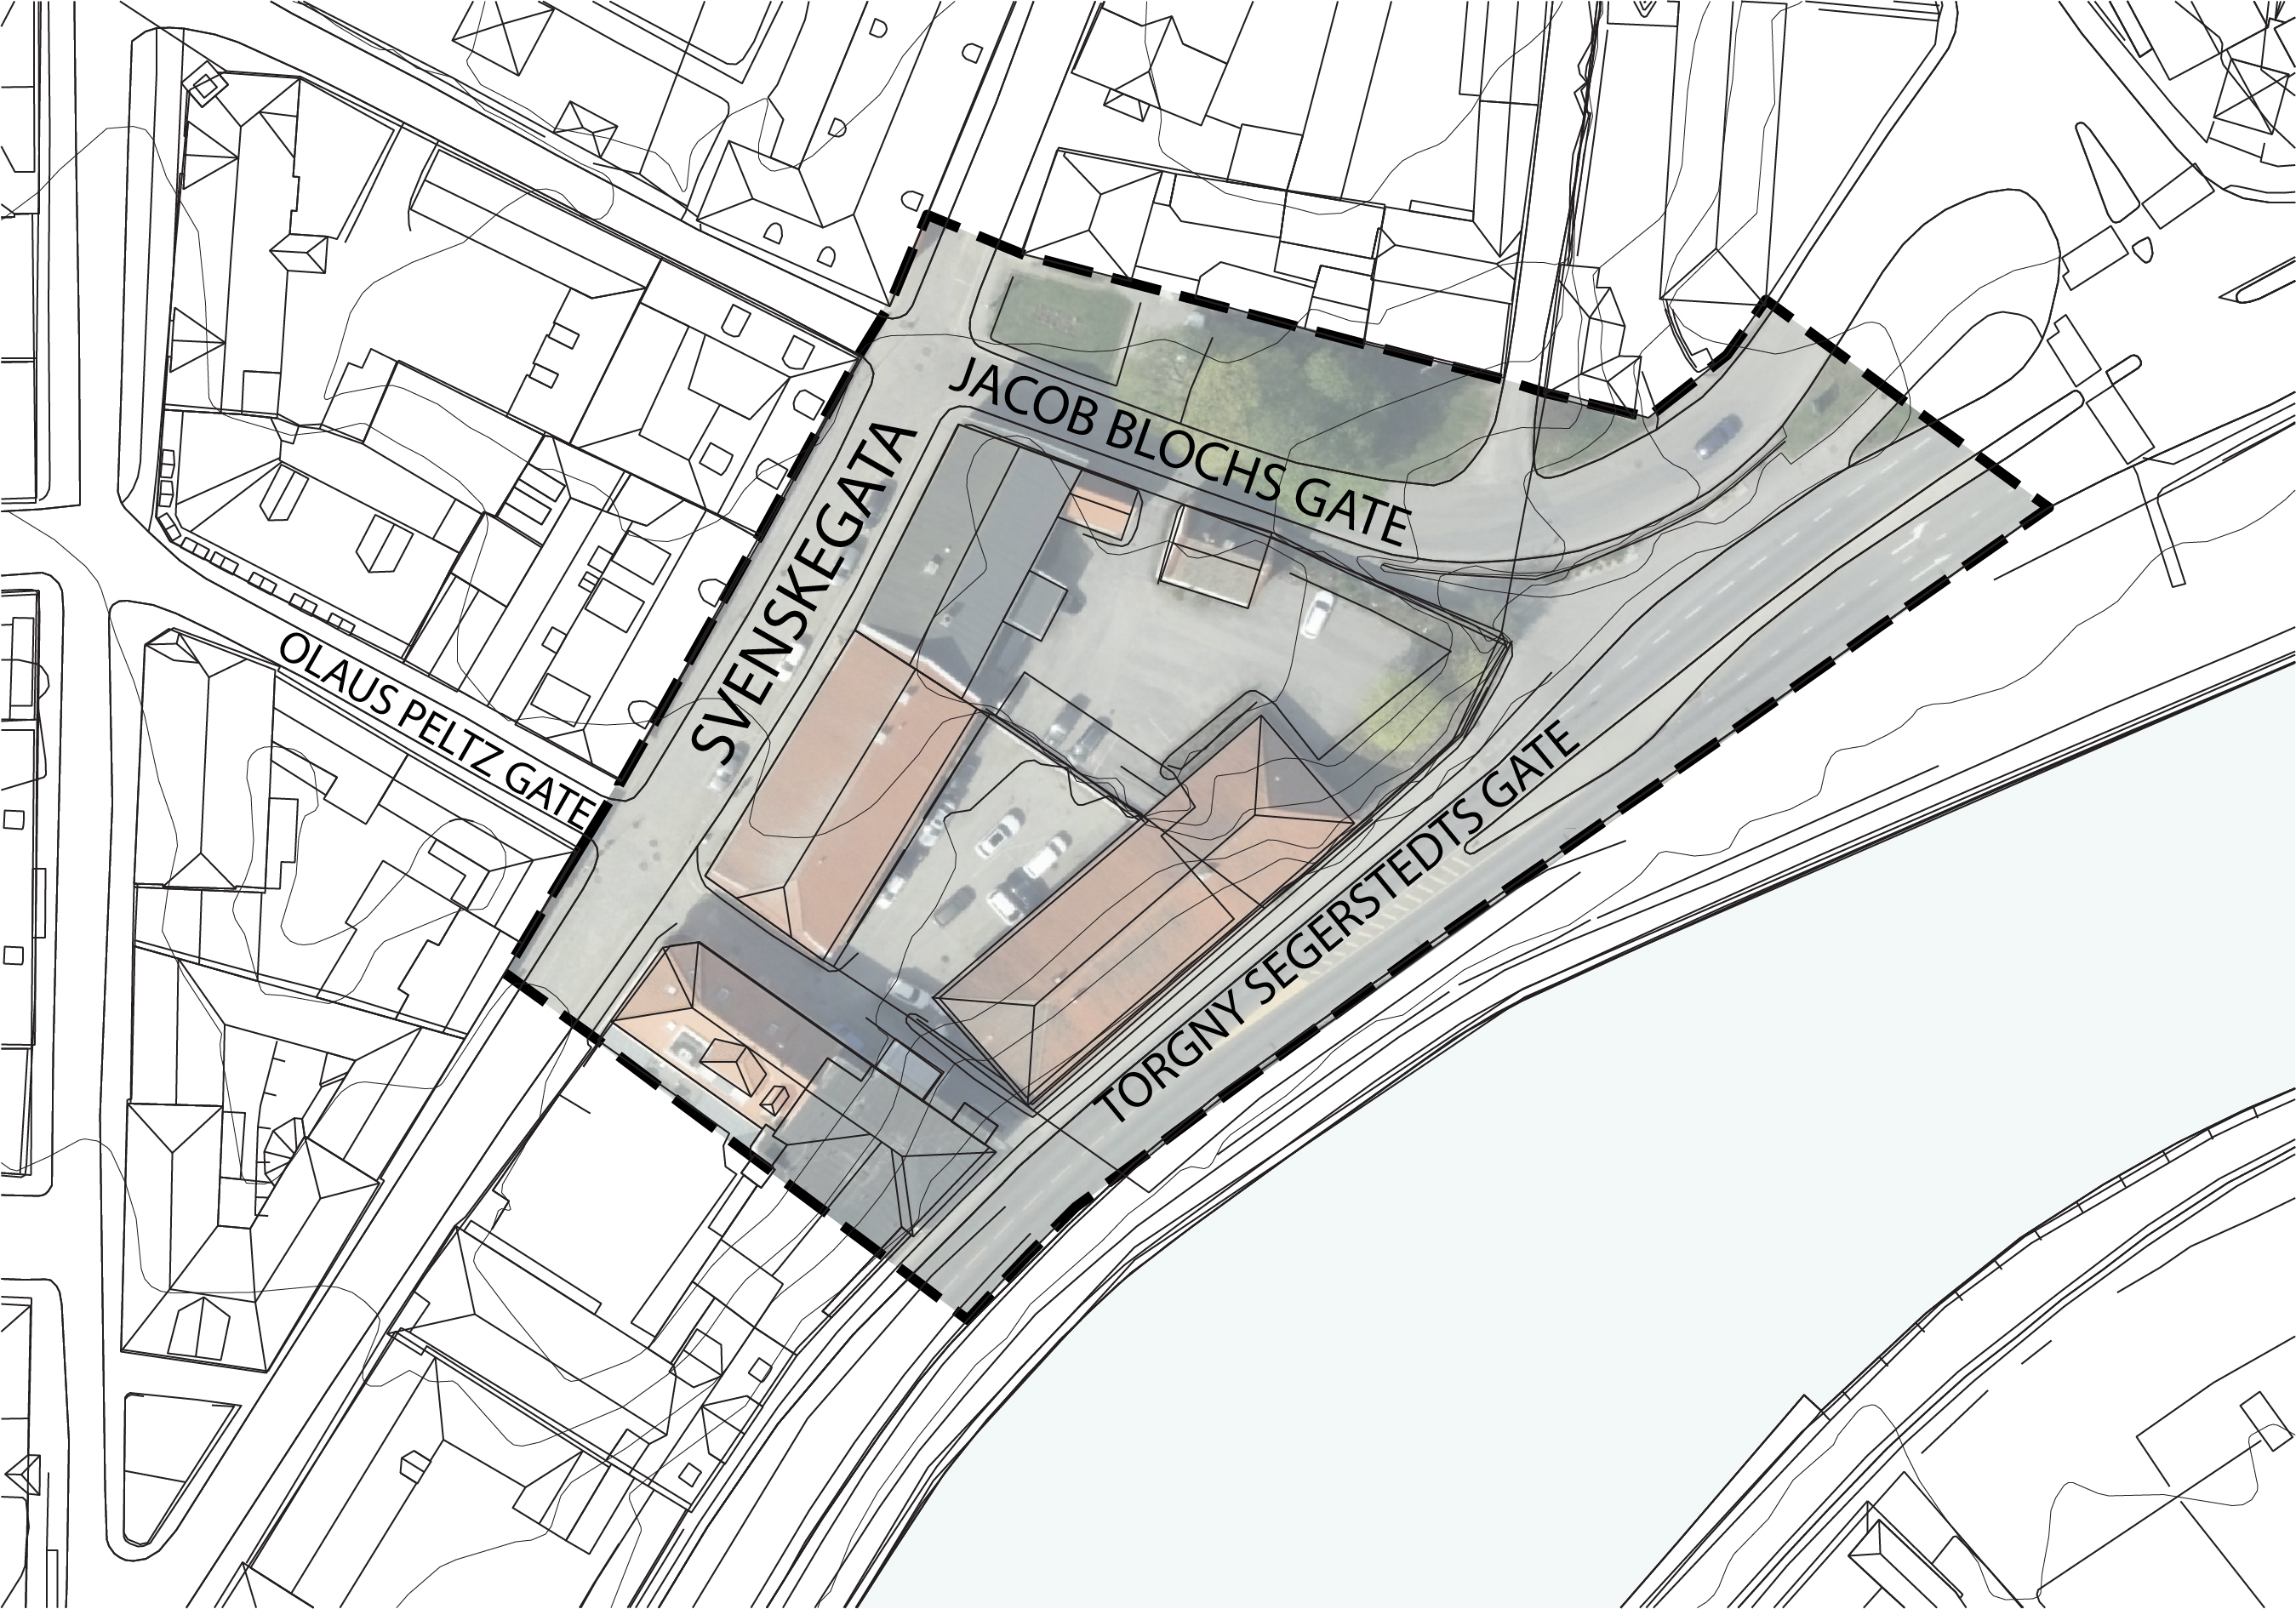 JACOB BLOCHS GATE
SVENSKEGATA
OLAUS PELTZ GATE
TORGNY SEGERSTEDTS GATE